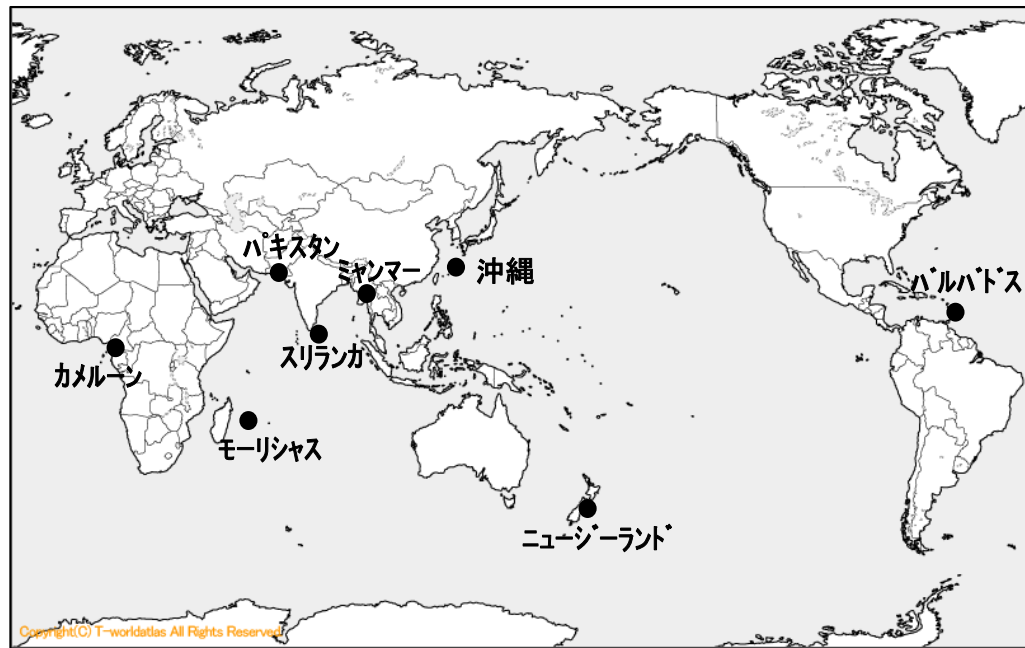 パキスタン
ミャンマー
沖縄
バルバドス
スリランカ
カメルーン
モーリシャス
ニュージーランド
Copyright(C) T-worldatlas All Rights Reserved